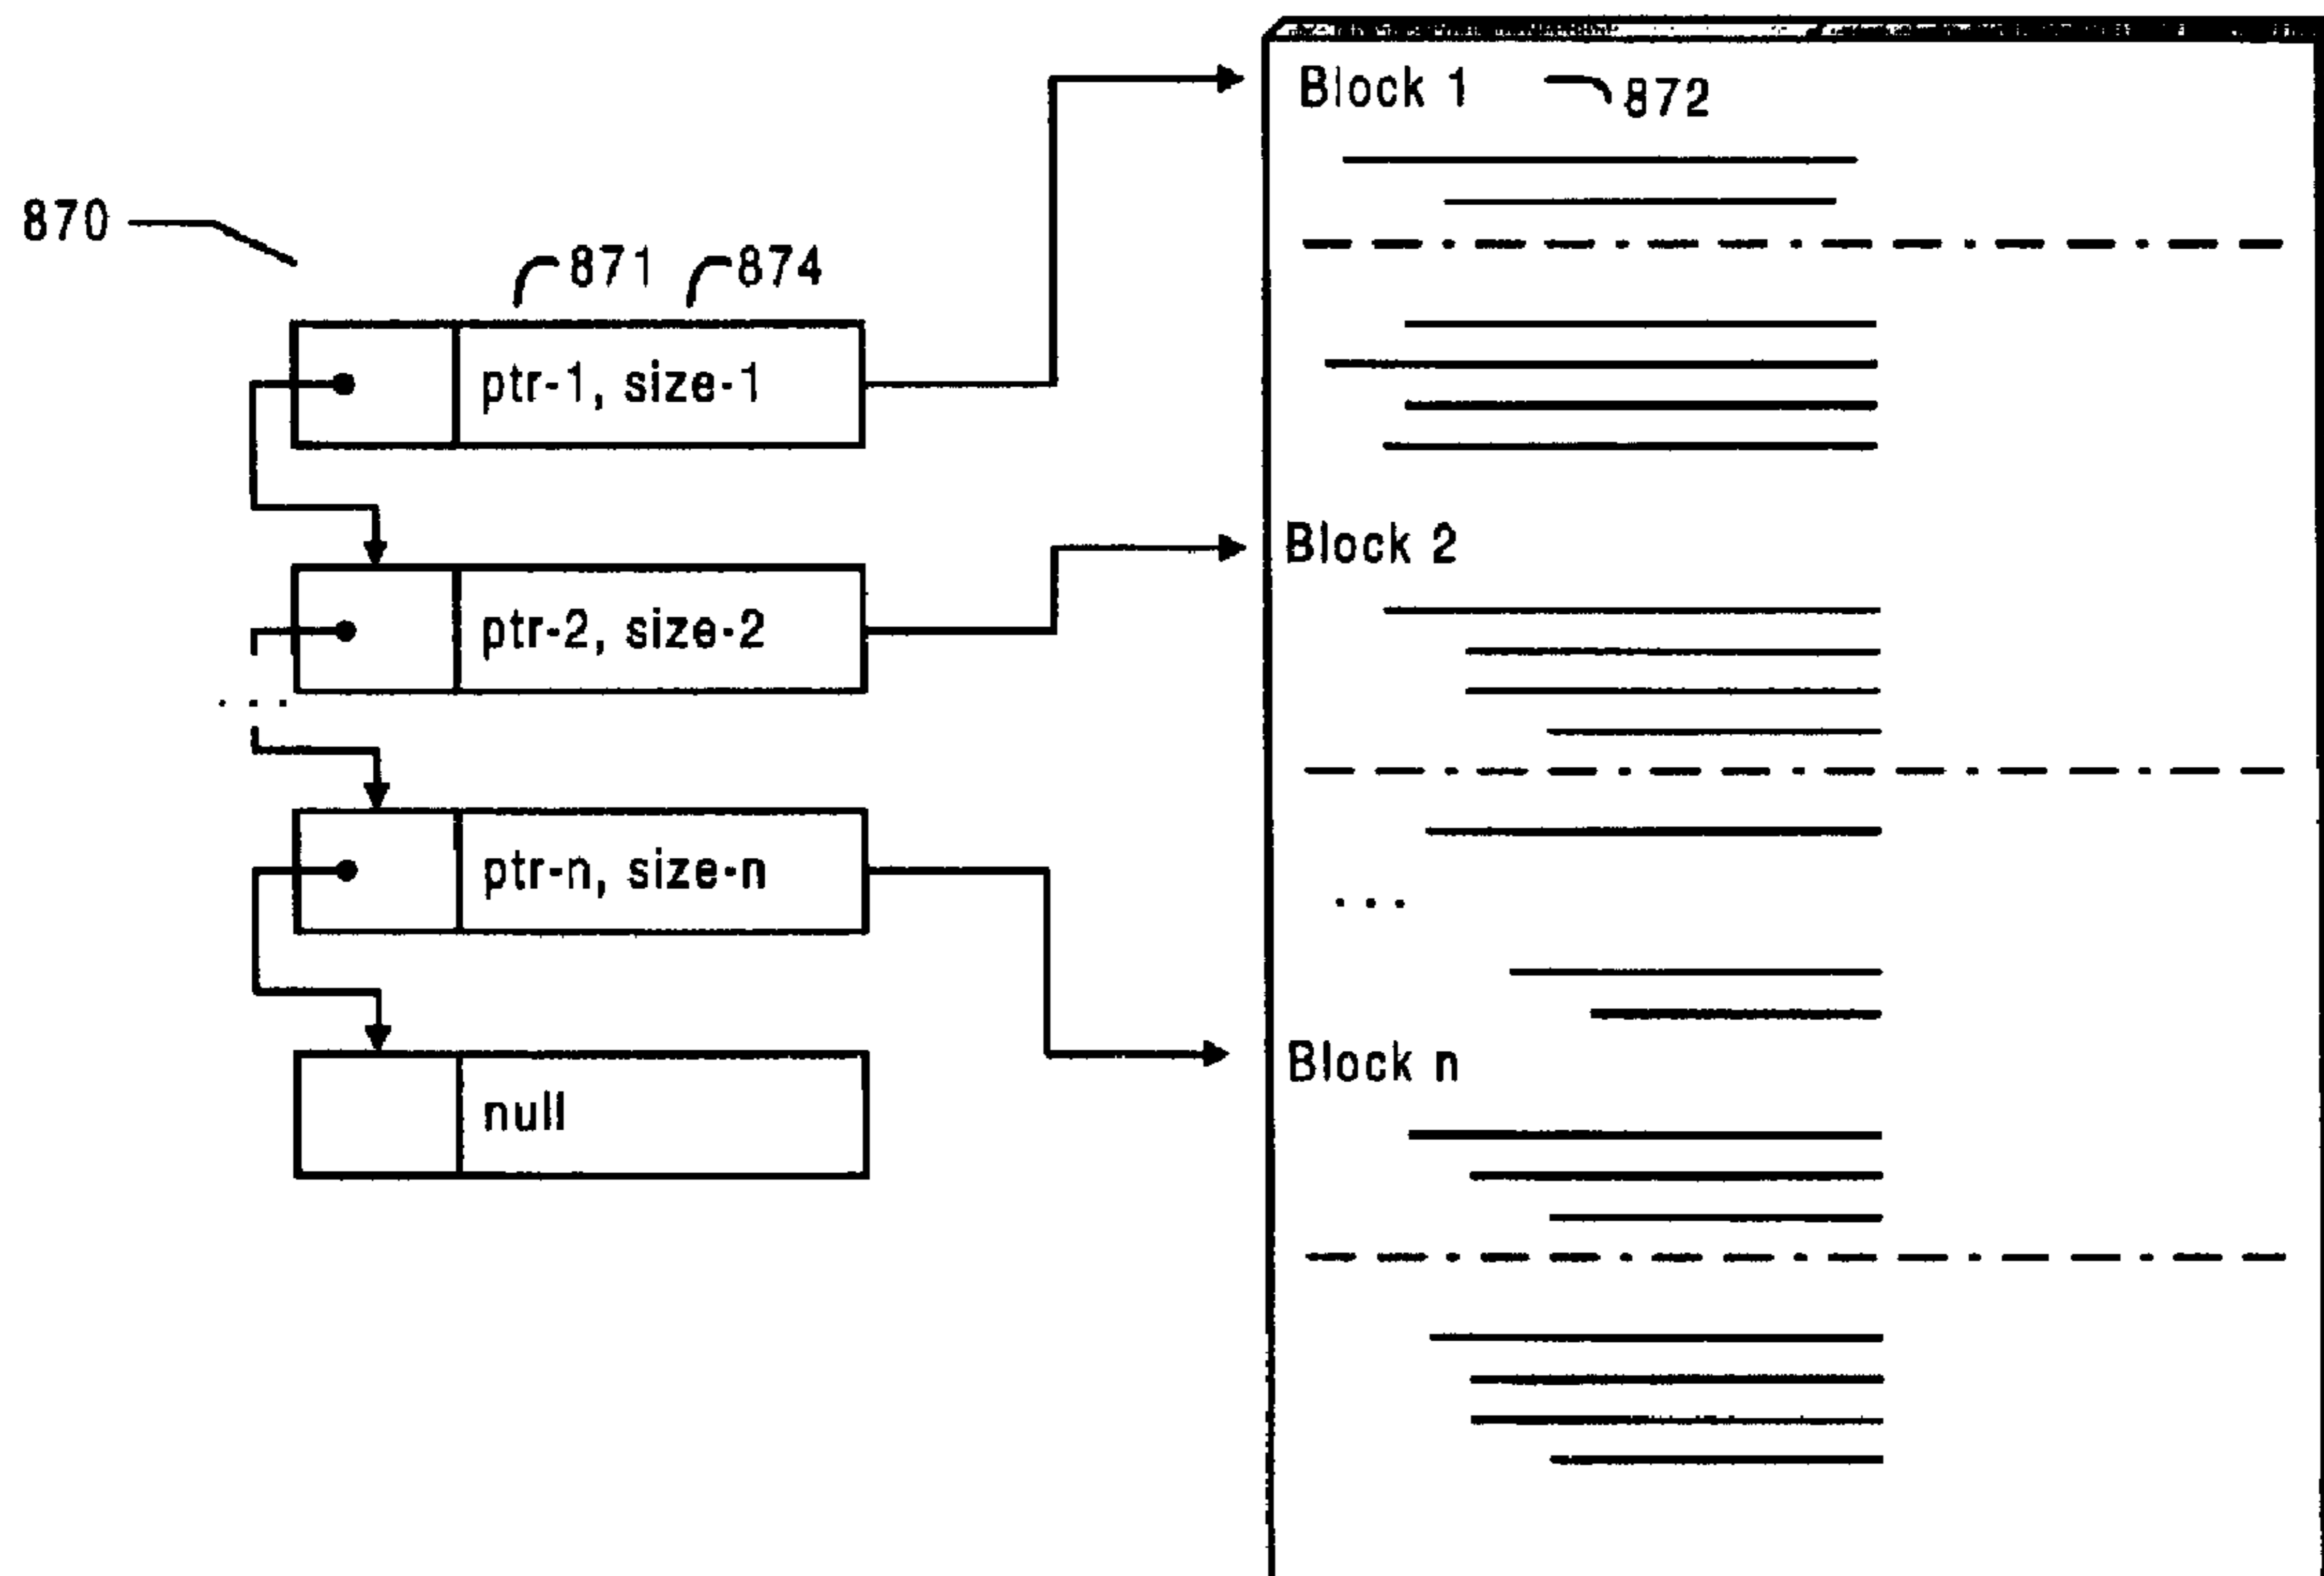 Block 1
872
870
871
874
ptr-1, size-1
Block 2
ptr-2, size-2
...
ptr-n, size-n
...
Block n
null